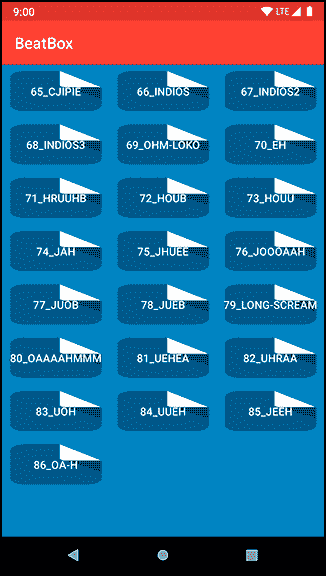 9:00 LTE
BeatBox
65_CJIPIE 66_INDIOS 67_INDIOS2
68_INDIOS3 69_OHM-LOKO 70_EH
71_HRUUHB 72_HOUB 73_HOUU
74_JAH 75_JHUEE 76_JOOOAAH
77_JUOB 78_JUEB 79_LONG-SCREAM
80_OAAAAHMMM 81_UEHEA 82_UHRAA
83_UOH 84_UUEH 85_JEEH
86_OA-H